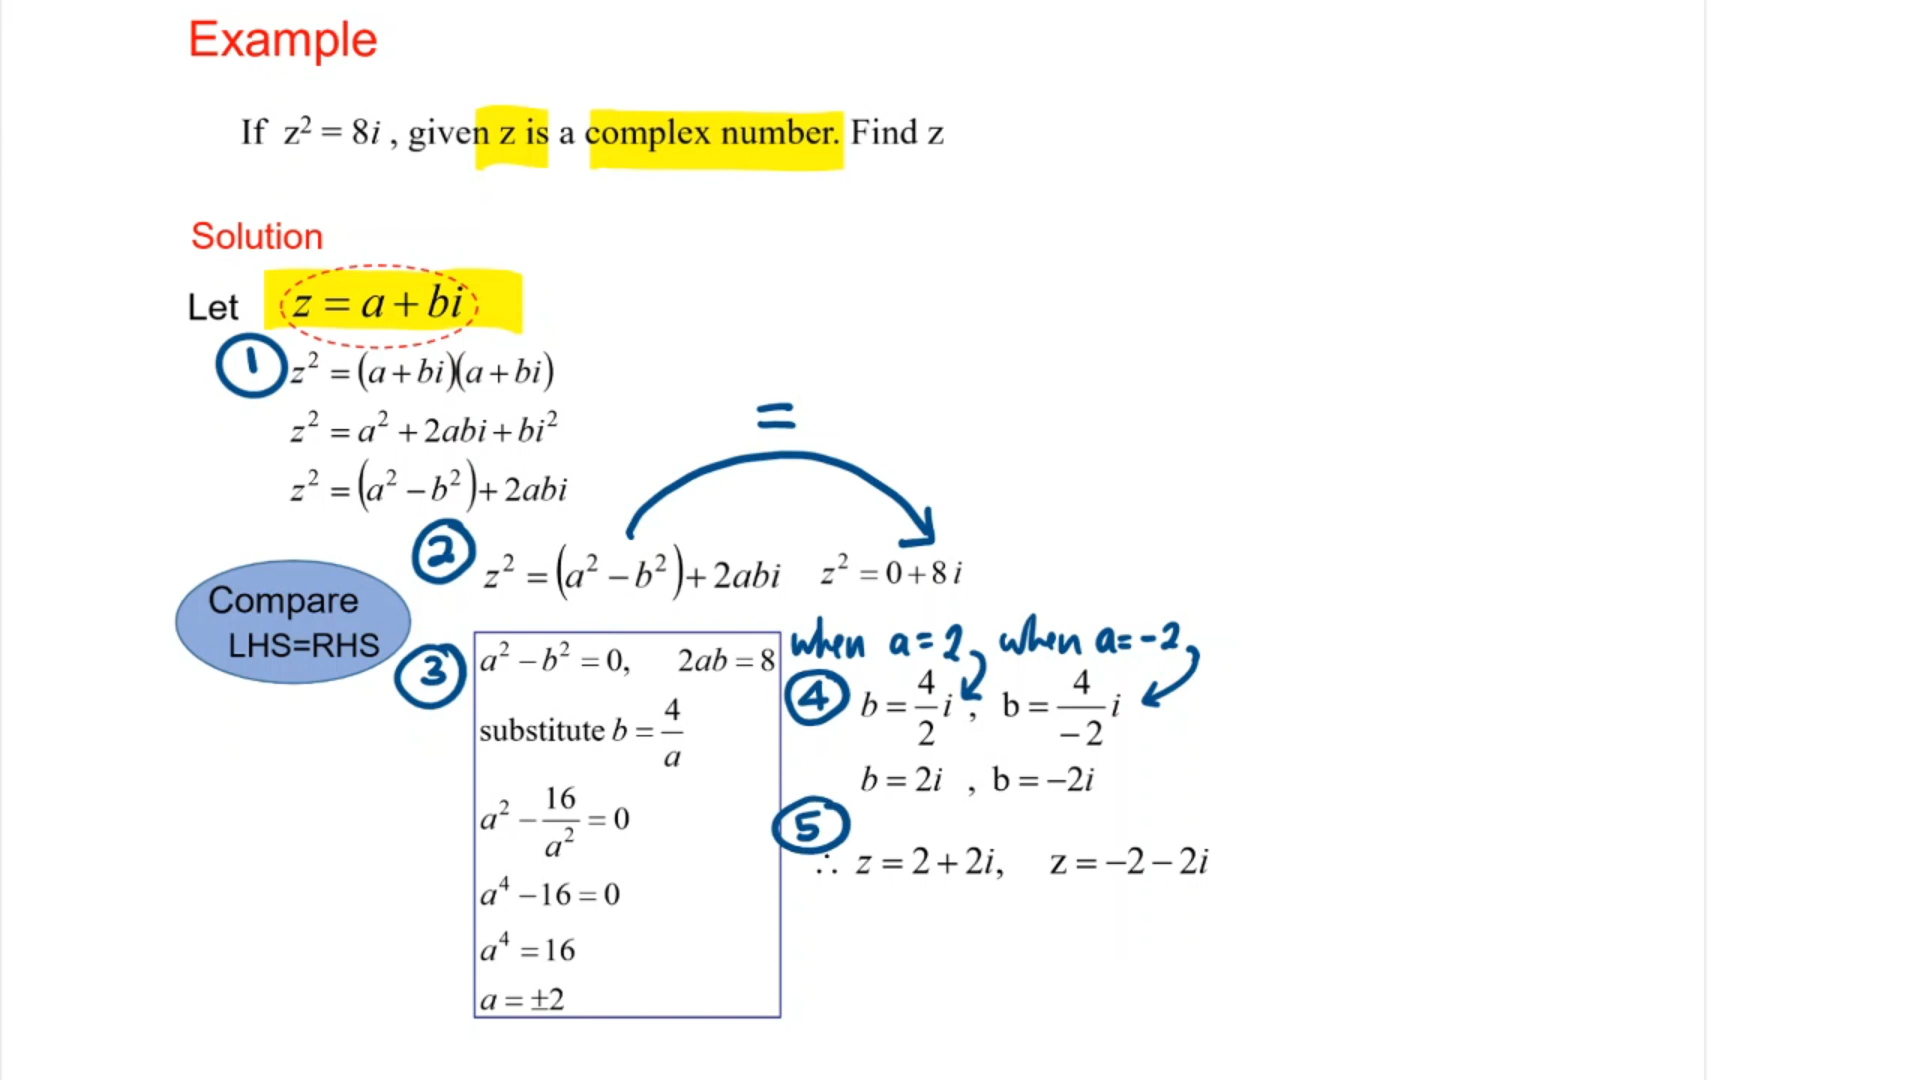 Example
If z² = 8i , given z is a complex number. Find z
Solution
Let z = a + bi
① z² = (a + bi)(a + bi)
z² = a² + 2abi + bi²
z² = (a² − b²) + 2abi
=
② z² = (a² − b²) + 2abi z² = 0 + 8i
Compare
LHS=RHS
③ a² − b² = 0, 2ab = 8
substitute b = 4/a
a² − 16/a² = 0
a⁴ − 16 = 0
a⁴ = 16
a = ±2
when a = 2, when a = -2,
④ b = 4/2 i , b = 4/−2 i
b = 2i , b = −2i
⑤
∴ z = 2 + 2i, z = −2 − 2i